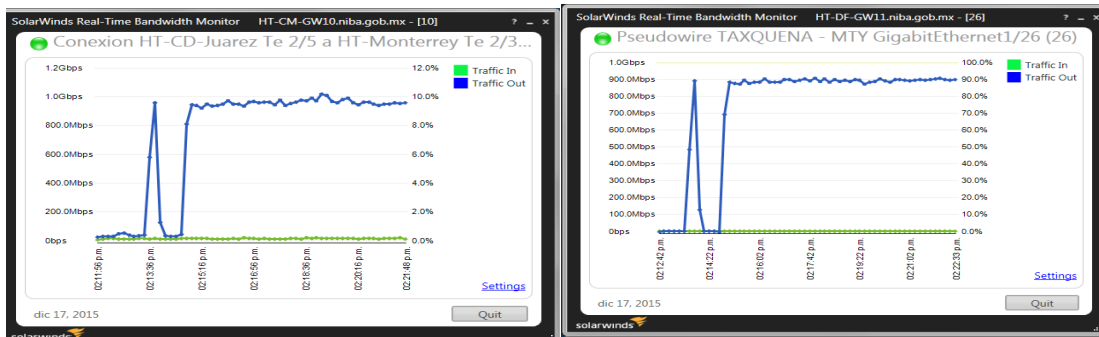 SolarWinds Real-Time Bandwidth Monitor HT-CM-GW10.niba.gob.mx - [10]
Conexion HT-CD-Juarez Te 2/5 a HT-Monterrey Te 2/3...
1.2Gbps
1.0Gbps
800.0Mbps
600.0Mbps
400.0Mbps
200.0Mbps
0bps
12.0%
10.0%
8.0%
6.0%
4.0%
2.0%
0.0%
Traffic In
Traffic Out
02:11:56 p.m.
02:13:36 p.m.
02:15:16 p.m.
02:16:56 p.m.
02:18:36 p.m.
02:20:16 p.m.
02:21:48 p.m.
Settings
dic 17, 2015
Quit
solarwinds
SolarWinds Real-Time Bandwidth Monitor HT-DF-GW11.niba.gob.mx - [26]
Pseudowire TAXQUENA - MTY GigabitEthernet1/26 (26)
1.0Gbps
900.0Mbps
800.0Mbps
700.0Mbps
600.0Mbps
500.0Mbps
400.0Mbps
300.0Mbps
200.0Mbps
100.0Mbps
0bps
100.0%
90.0%
80.0%
70.0%
60.0%
50.0%
40.0%
30.0%
20.0%
10.0%
0.0%
Traffic In
Traffic Out
02:12:42 p.m.
02:14:22 p.m.
02:16:02 p.m.
02:17:42 p.m.
02:19:22 p.m.
02:21:02 p.m.
02:22:33 p.m.
Settings
dic 17, 2015
Quit
solarwinds